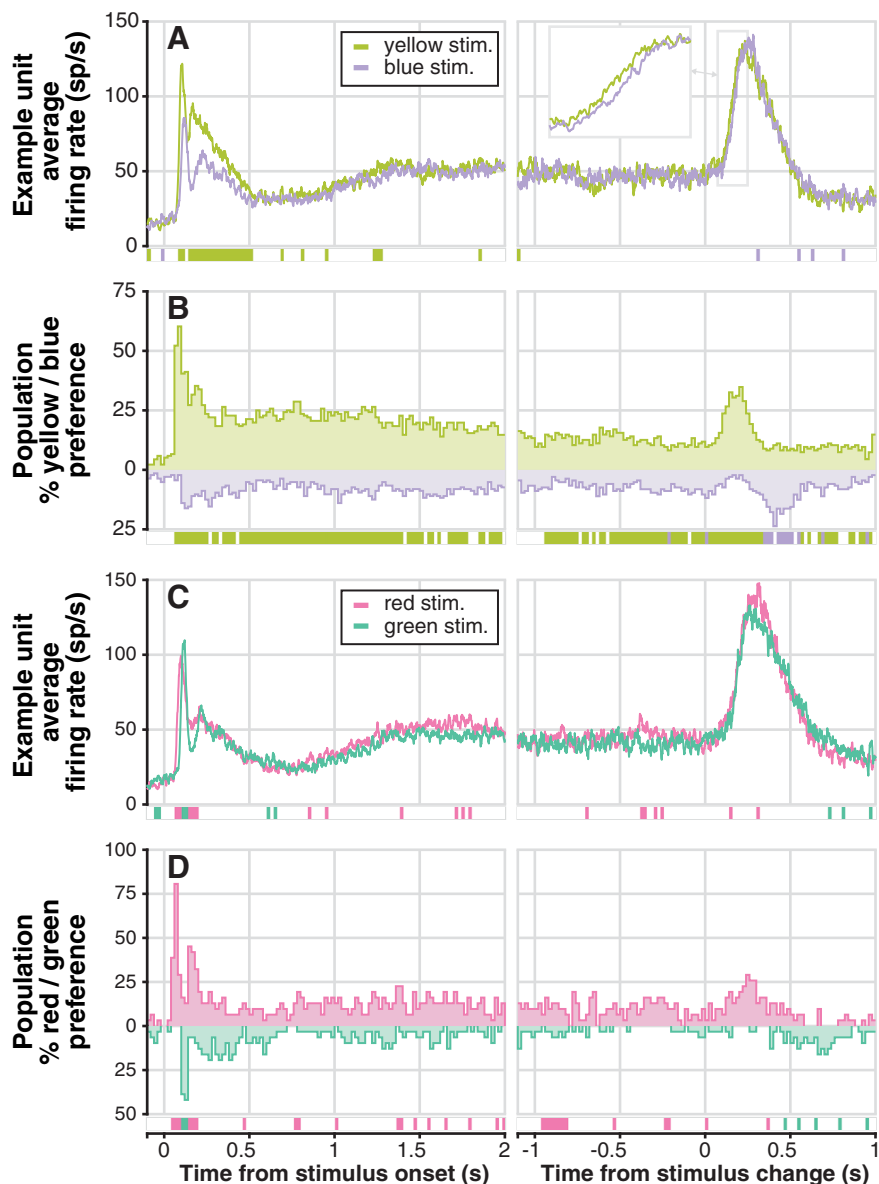 A
yellow stim.
blue stim.
Example unit
average
firing rate (sp/s)
150
100
50
0
B
Population
% yellow / blue
preference
75
50
25
0
25
C
red stim.
green stim.
Example unit
average
firing rate (sp/s)
150
100
50
0
D
Population
% red / green
preference
100
75
50
25
0
25
50
0 0.5 1 1.5 2
-1 -0.5 0 0.5 1
Time from stimulus onset (s)
Time from stimulus change (s)